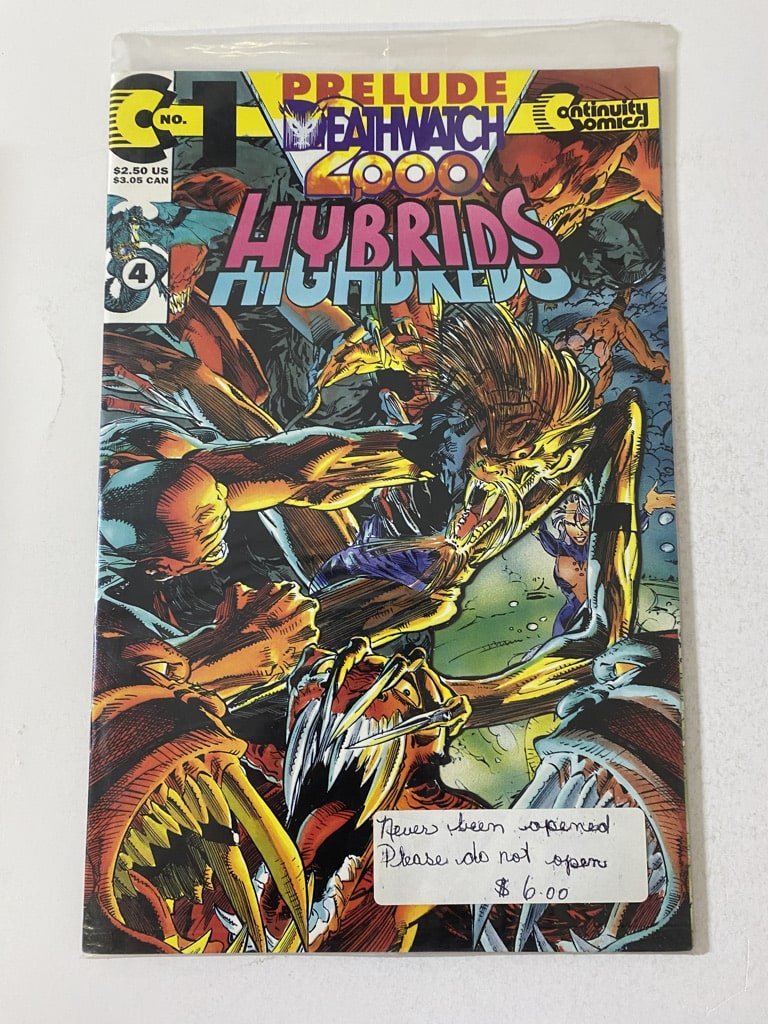 PRELUDE
DEATHWATCH
2000
C NO. 1
Continuity Comics
$2.50 US
$3.05 CAN
4
HYBRIDS
HIGHBREDS
Never been opened
Please do not open
$ 6.00